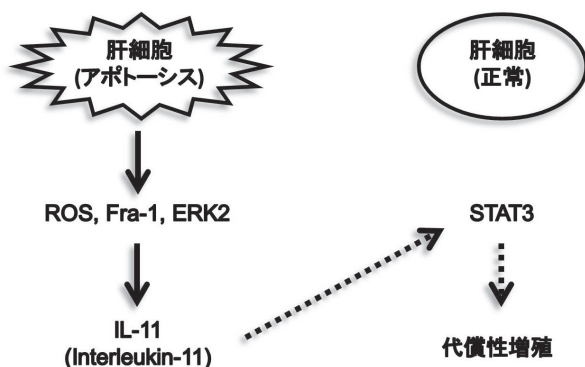 肝細胞
(アポトーシス)
肝細胞
(正常)
ROS, Fra-1, ERK2
STAT3
IL-11
(Interleukin-11)
代償性増殖